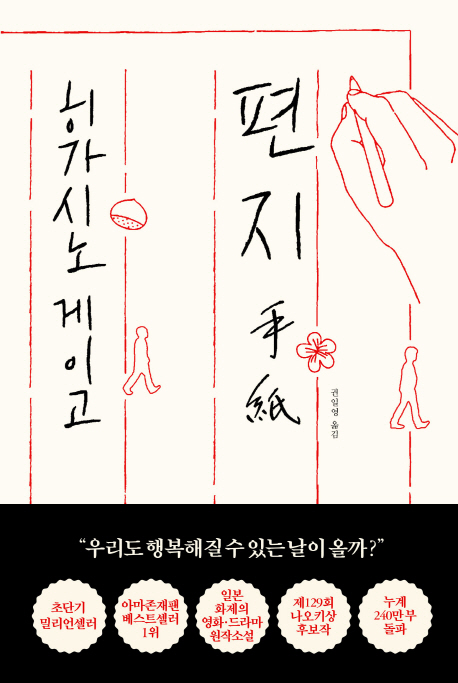 편지
手紙
히가시노 게이고
권일영 옮김
“우리도 행복해질 수 있는 날이 올까?”
초단기
밀리언셀러
아마존재팬
베스트셀러
1위
일본
화제의
영화·드라마
원작소설
제129회
나오키상
후보작
누계
240만 부
돌파